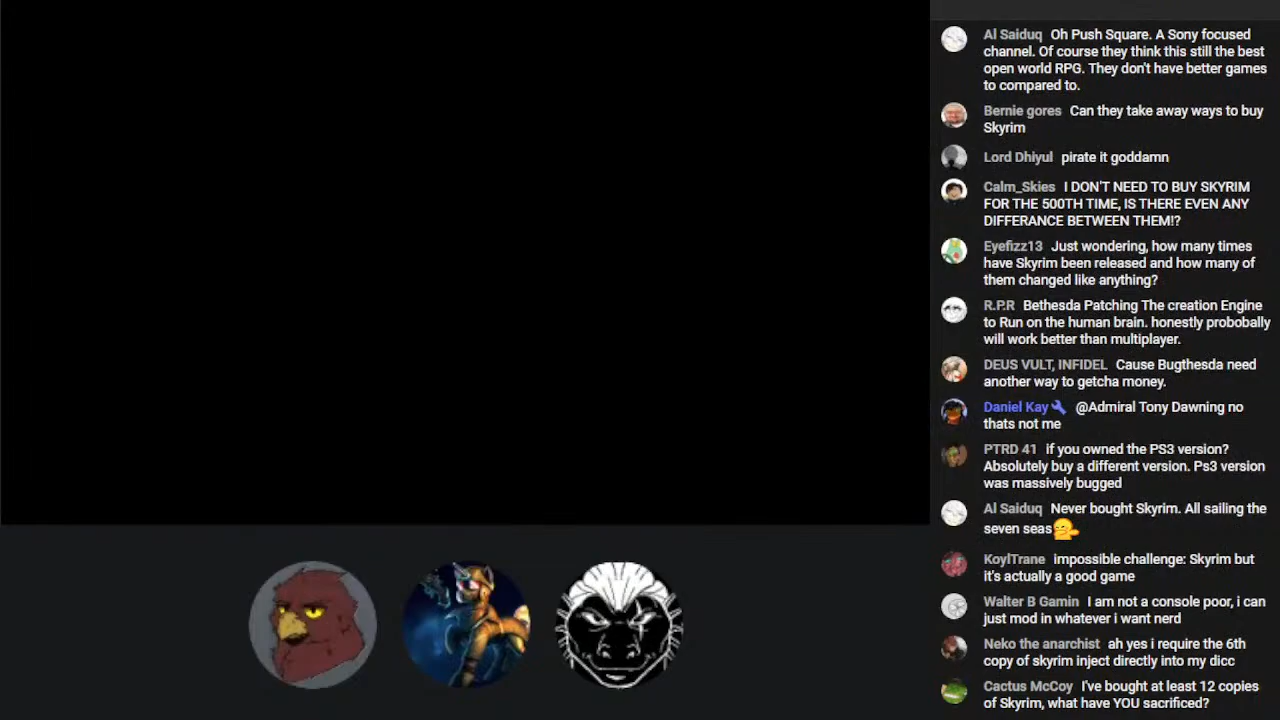 Al Saiduq Oh Push Square. A Sony focused
channel. Of course they think this still the best
open world RPG. They don't have better games
to compared to.
Bernie gores Can they take away ways to buy
Skyrim
Lord Dhiyul pirate it goddamn
Calm_Skies I DON'T NEED TO BUY SKYRIM
FOR THE 500TH TIME, IS THERE EVEN ANY
DIFFERANCE BETWEEN THEM!?
Eyefizz13 Just wondering, how many times
have Skyrim been released and how many of
them changed like anything?
R.P.R Bethesda Patching The creation Engine
to Run on the human brain. honestly probobally
will work better than multiplayer.
DEUS VULT, INFIDEL Cause Bugthesda need
another way to getcha money.
Daniel Kay @Admiral Tony Dawning no
thats not me
PTRD 41 if you owned the PS3 version?
Absolutely buy a different version. Ps3 version
was massively bugged
Al Saiduq Never bought Skyrim. All sailing the
seven seas
KoylTrane impossible challenge: Skyrim but
it's actually a good game
Walter B Gamin I am not a console poor, i can
just mod in whatever i want nerd
Neko the anarchist ah yes i require the 6th
copy of skyrim inject directly into my dicc
Cactus McCoy I've bought at least 12 copies
of Skyrim, what have YOU sacrificed?